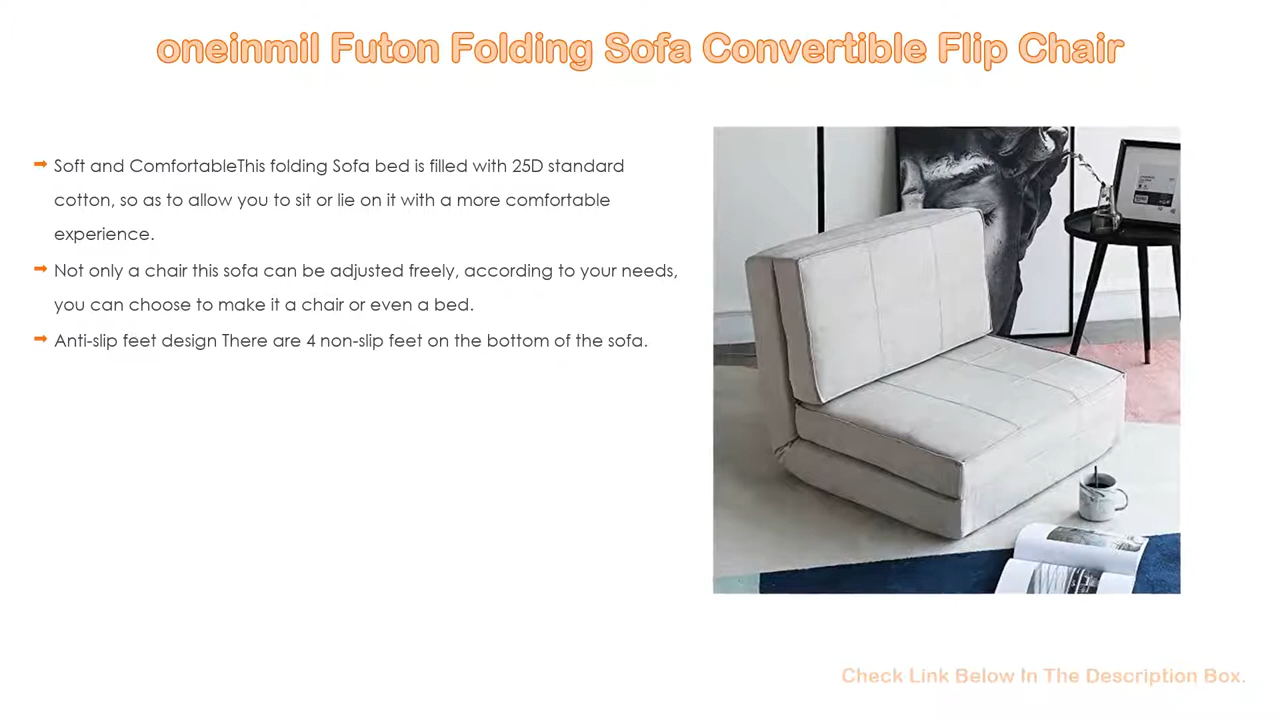 oneinmil Futon Folding Sofa Convertible Flip Chair
Soft and ComfortableThis folding Sofa bed is filled with 25D standard
cotton, so as to allow you to sit or lie on it with a more comfortable
experience.
Not only a chair this sofa can be adjusted freely, according to your needs,
you can choose to make it a chair or even a bed.
Anti-slip feet design There are 4 non-slip feet on the bottom of the sofa.
Check Link Below In The Description Box.